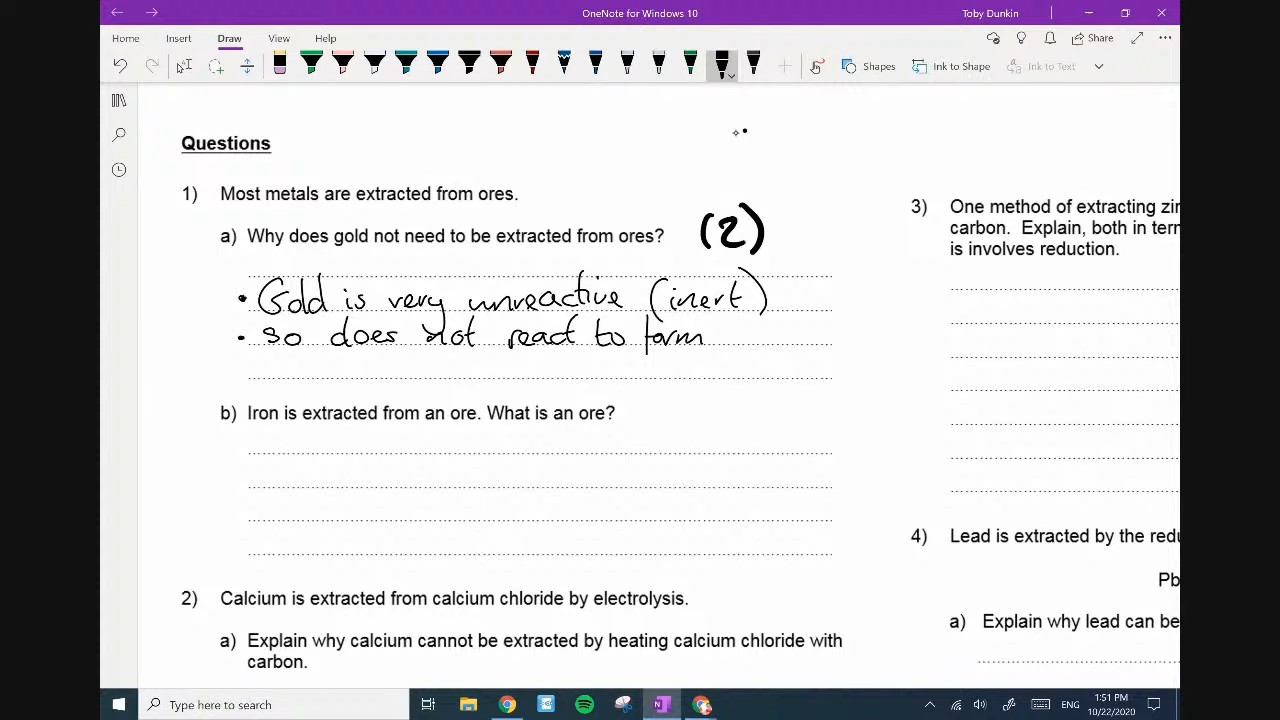 OneNote for Windows 10
Toby Dunkin
Home Insert Draw View Help
Share
Shapes Ink to Shape Ink to Text
Questions
1) Most metals are extracted from ores.
a) Why does gold not need to be extracted from ores? (2)
• Gold is very unreactive (inert)
• so does not react to form
b) Iron is extracted from an ore. What is an ore?
2) Calcium is extracted from calcium chloride by electrolysis.
a) Explain why calcium cannot be extracted by heating calcium chloride with
carbon.
3) One method of extracting zin
carbon. Explain, both in term
is involves reduction.
4) Lead is extracted by the redu
Pb
a) Explain why lead can be
Type here to search
ENG
1:51 PM
10/22/2020